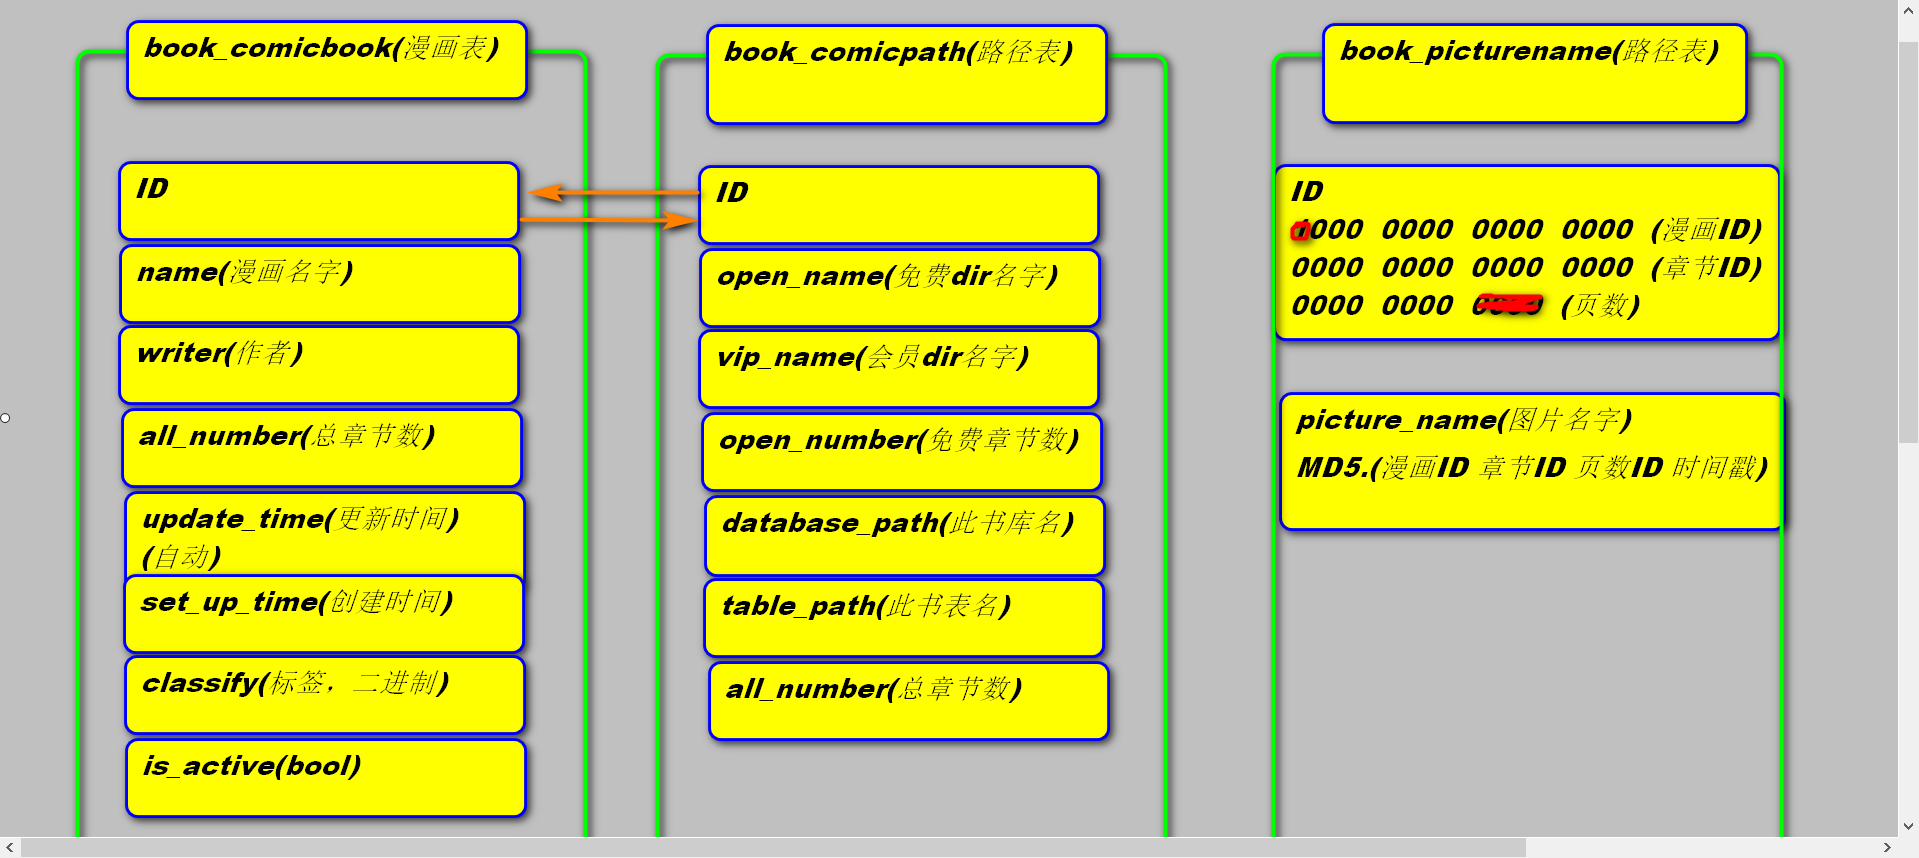 book_comicbook(漫画表)
ID
name(漫画名字)
writer(作者)
all_number(总章节数)
update_time(更新时间)
(自动)
set_up_time(创建时间)
classify(标签，二进制)
is_active(bool)
book_comicpath(路径表)
ID
open_name(免费dir名字)
vip_name(会员dir名字)
open_number(免费章节数)
database_path(此书库名)
table_path(此书表名)
all_number(总章节数)
book_picturename(路径表)
ID
000 0000 0000 0000 (漫画ID)
0000 0000 0000 0000 (章节ID)
0000 0000 (页数)
picture_name(图片名字)
MD5.(漫画ID 章节ID 页数ID 时间戳)